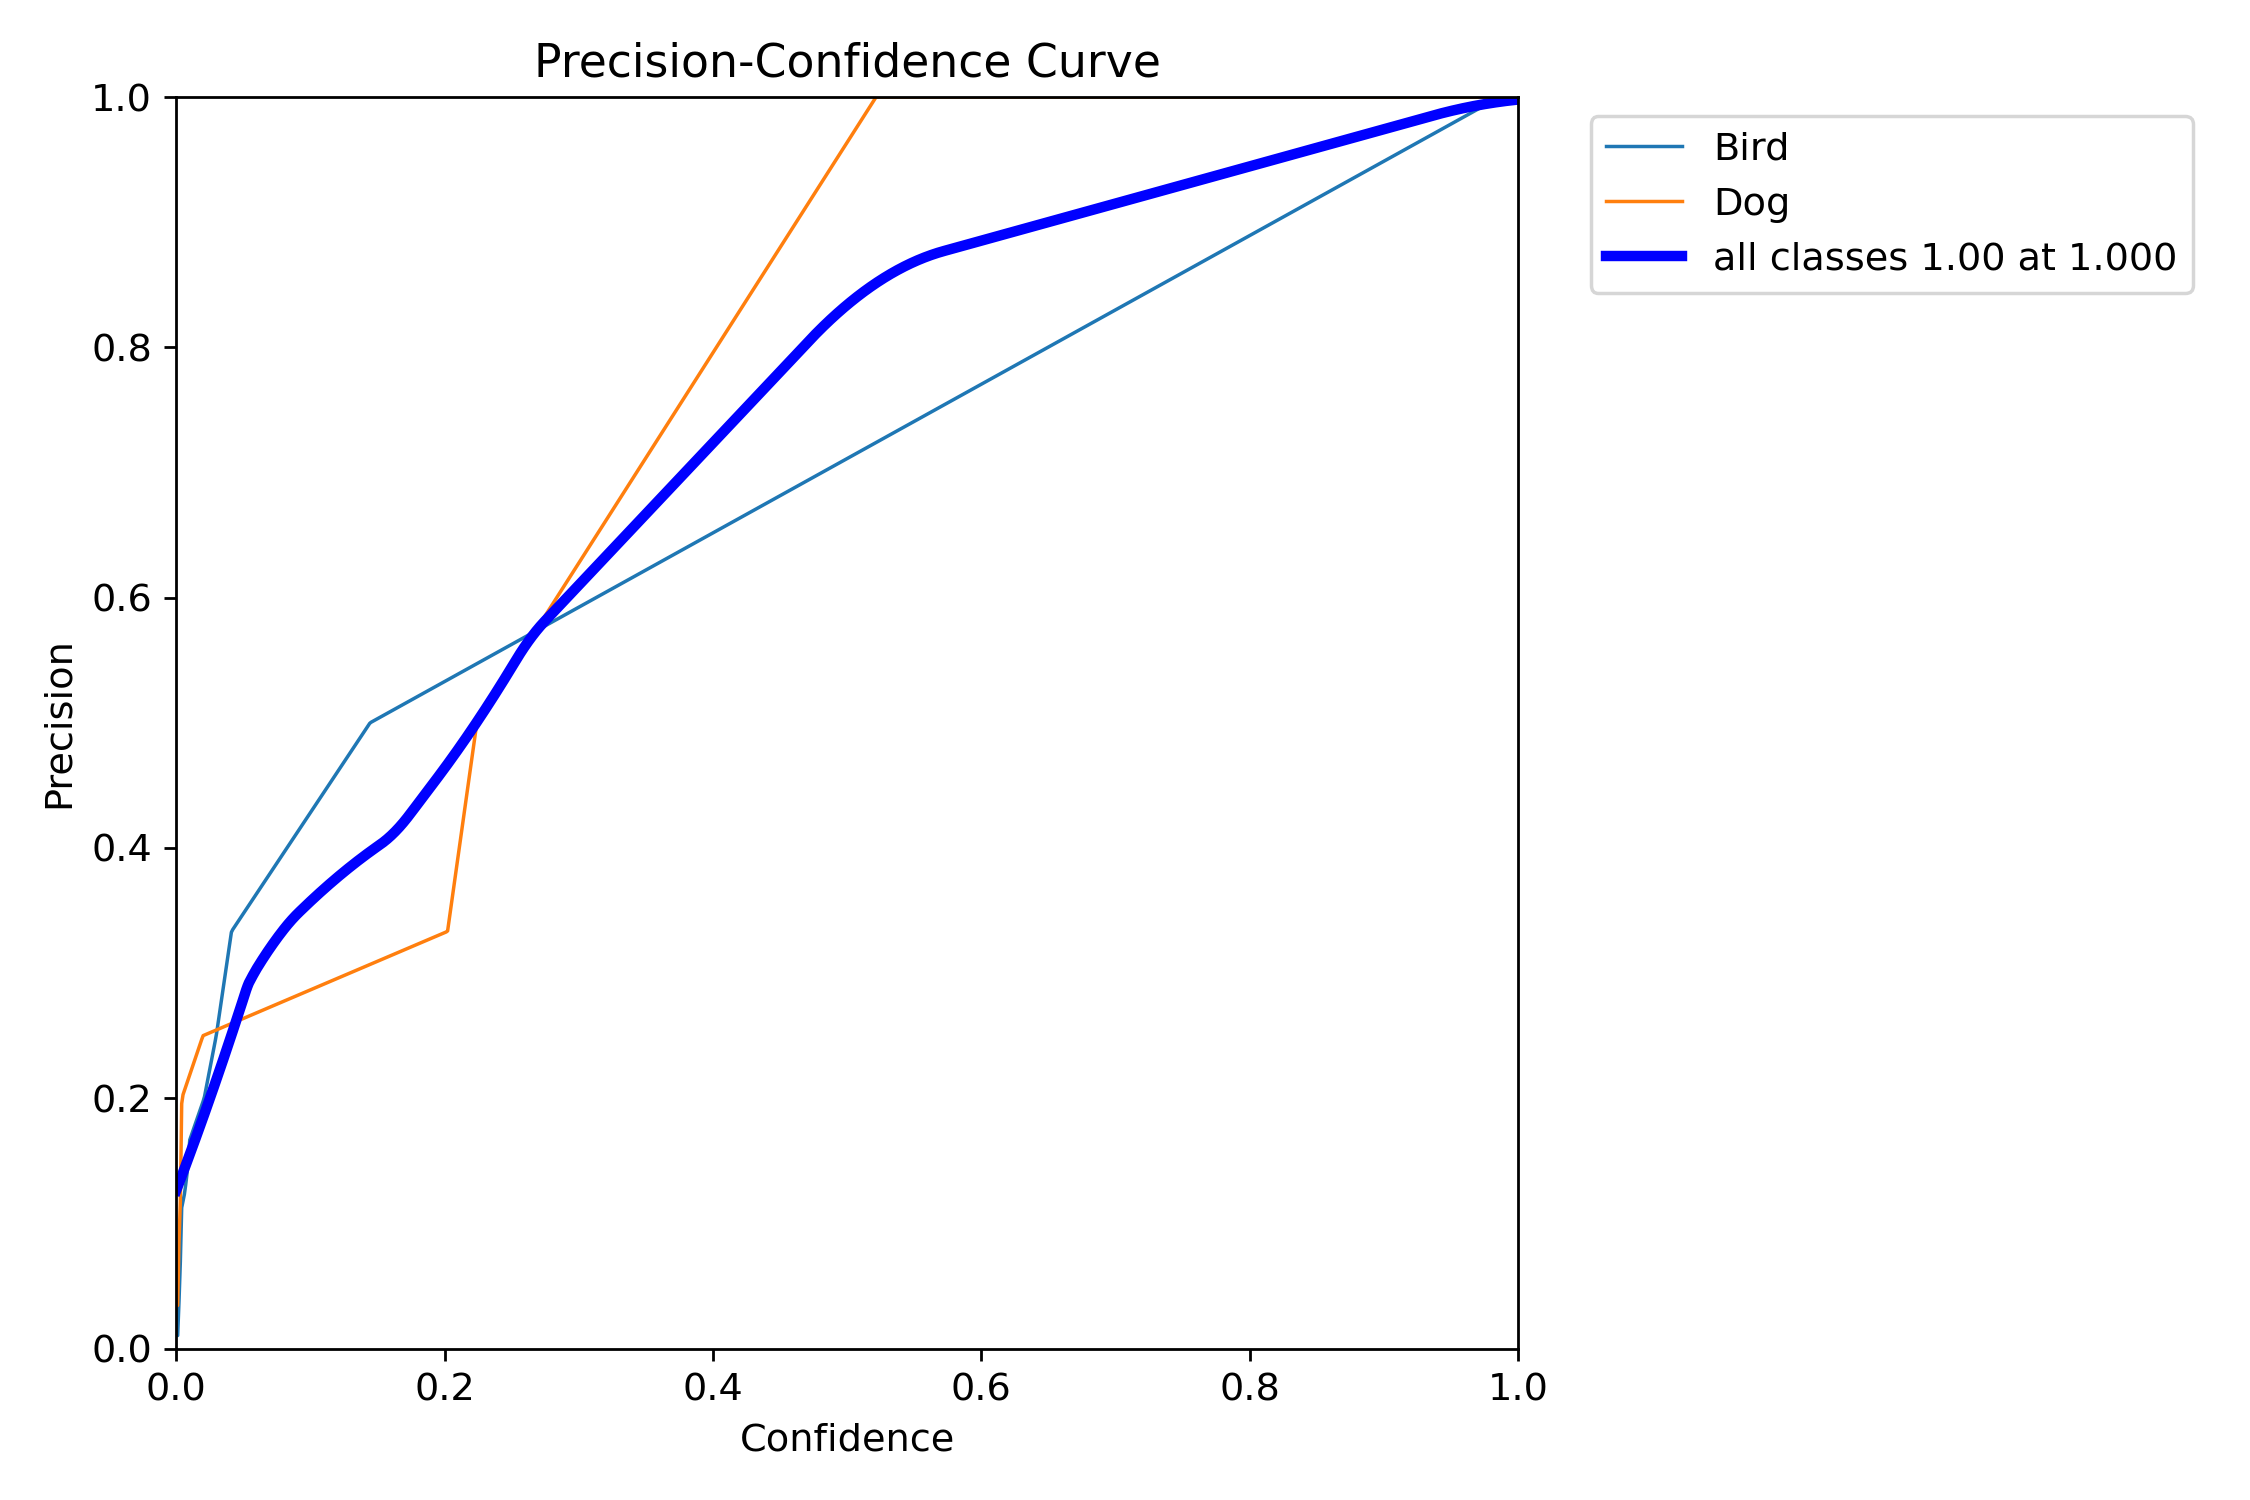 Precision-Confidence Curve
1.0
0.8
0.6
0.4
0.2
0.0
Precision
0.0 0.2 0.4 0.6 0.8 1.0
Confidence
Bird
Dog
all classes 1.00 at 1.000